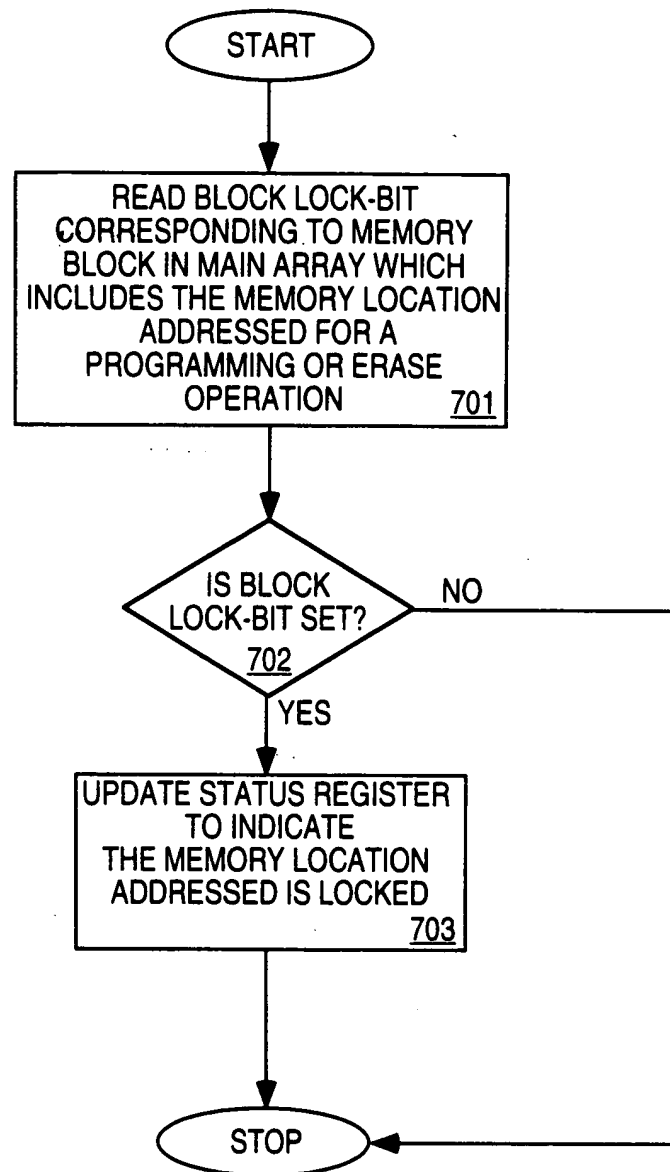 START
READ BLOCK LOCK-BIT
CORRESPONDING TO MEMORY
BLOCK IN MAIN ARRAY WHICH
INCLUDES THE MEMORY LOCATION
ADDRESSED FOR A
PROGRAMMING OR ERASE
OPERATION
701
IS BLOCK
LOCK-BIT SET?
702
NO
YES
UPDATE STATUS REGISTER
TO INDICATE
THE MEMORY LOCATION
ADDRESSED IS LOCKED
703
STOP